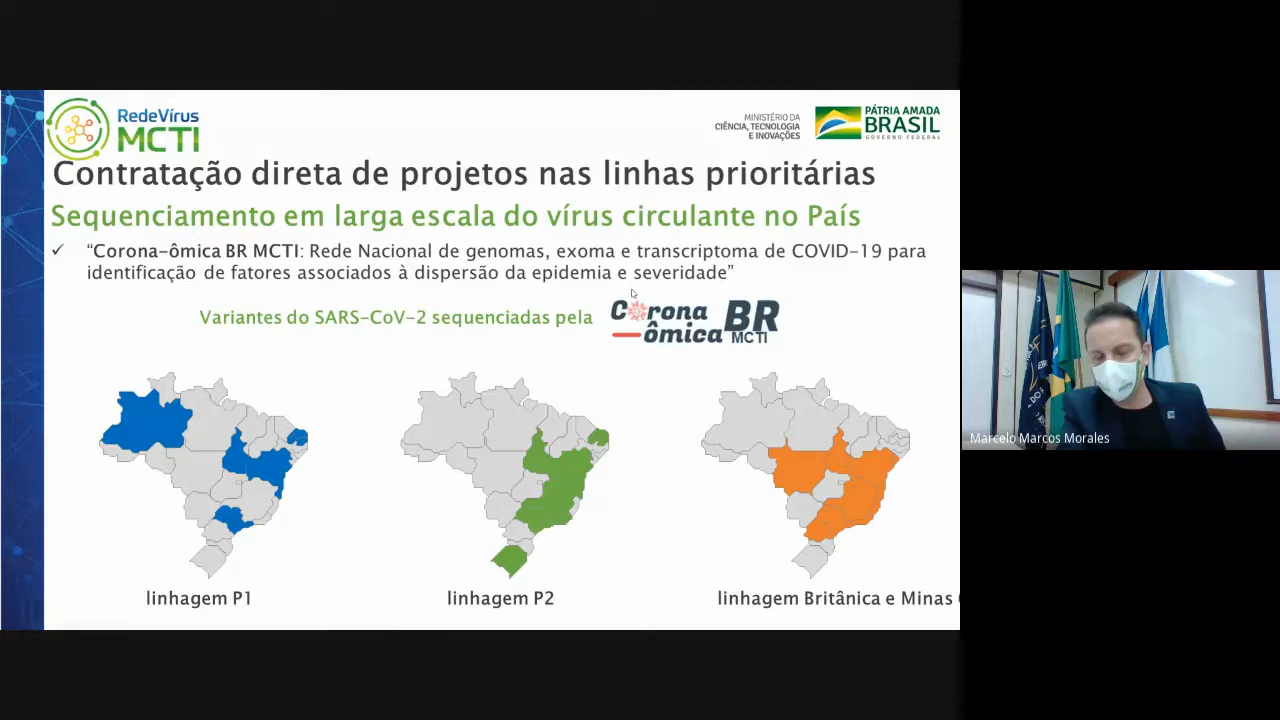 RedeVírus
MCTI
MINISTÉRIO DA
CIÊNCIA, TECNOLOGIA
E INOVAÇÕES
PÁTRIA AMADA
BRASIL
GOVERNO FEDERAL
Contratação direta de projetos nas linhas prioritárias
Sequenciamento em larga escala do vírus circulante no País
✓ “Corona-ômica BR MCTI: Rede Nacional de genomas, exoma e transcriptoma de COVID-19 para
identificação de fatores associados à dispersão da epidemia e severidade”
Variantes do SARS-CoV-2 sequenciadas pela
Corona
ômica
BR
MCTI
linhagem P1
linhagem P2
linhagem Britânica e Minas
Marcelo Marcos Morales